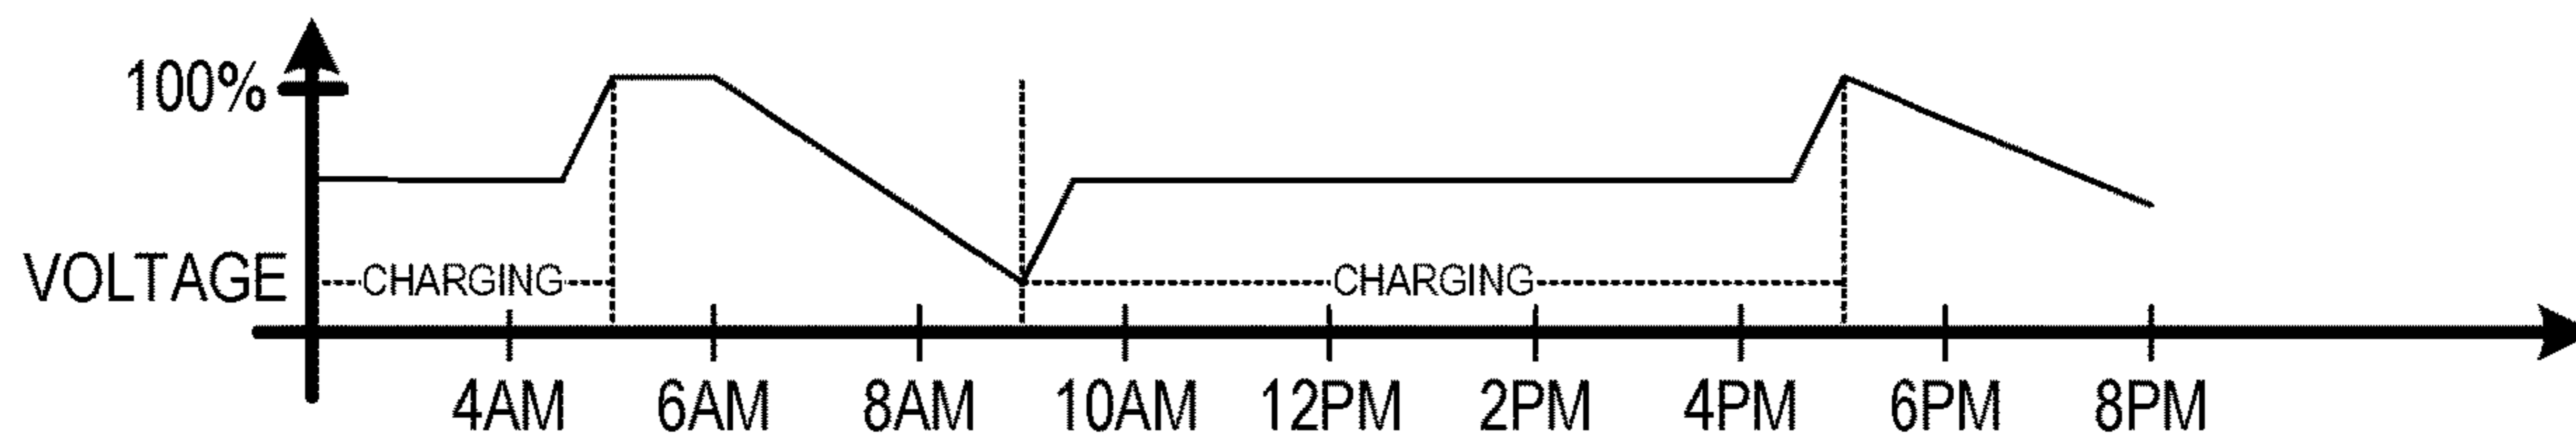 100%
VOLTAGE
CHARGING
CHARGING
4AM 6AM 8AM 10AM 12PM 2PM 4PM 6PM 8PM